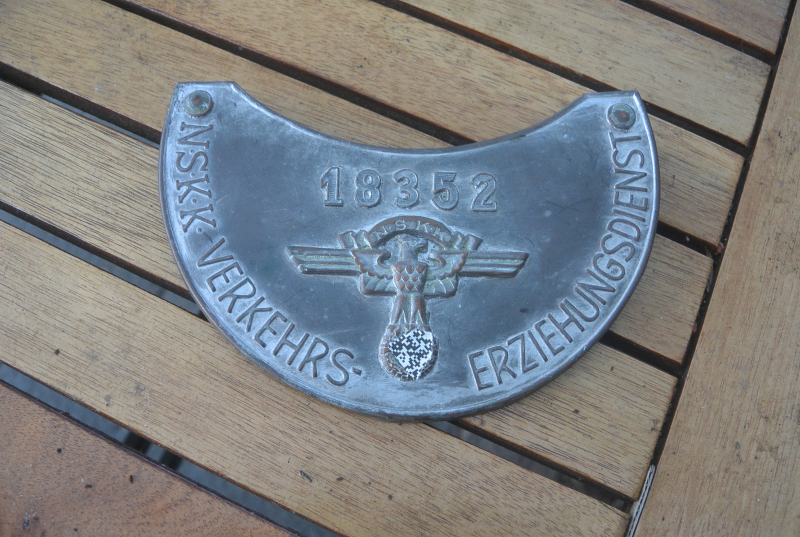 18352
N·S·K·K
N·S·K·K·VERKEHRS-
ERZIEHUNGSDIENST